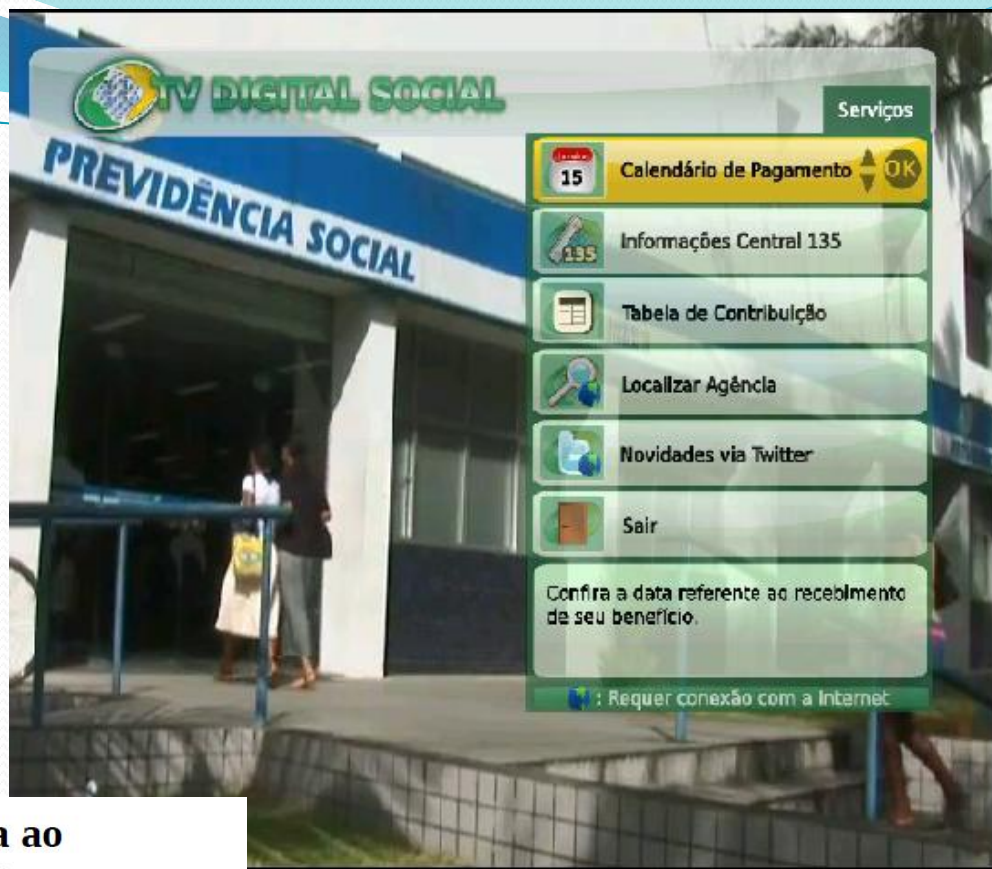 TV DIGITAL SOCIAL
Serviços
PREVIDÊNCIA SOCIAL
15
Calendário de Pagamento
OK
135
Informações Central 135
Tabela de Contribuição
Localizar Agência
Novidades via Twitter
Sair
Confira a data referente ao recebimento
de seu benefício.
: Requer conexão com a Internet
a ao